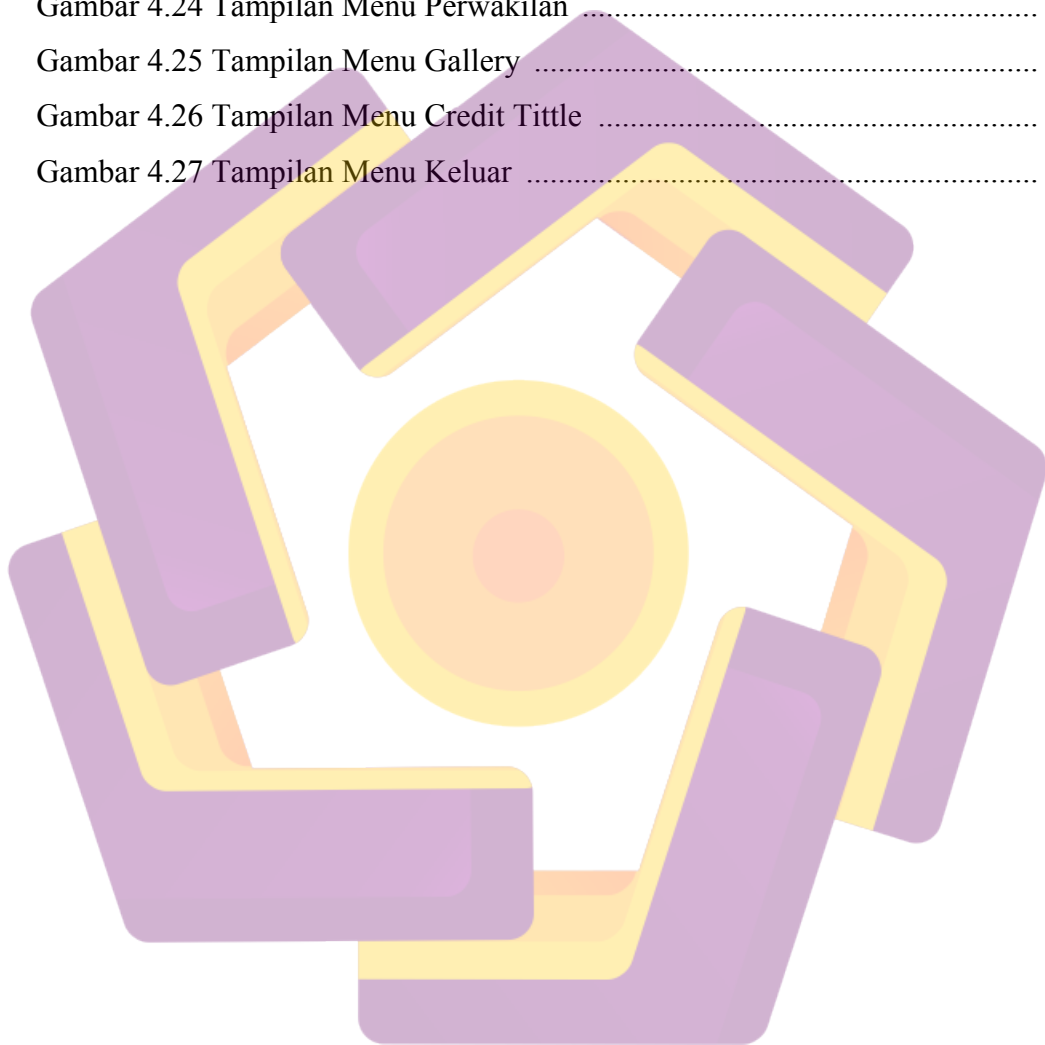 Gambar 4.24 Tampilan Menu Perwakilan ..........................................................
Gambar 4.25 Tampilan Menu Gallery ................................................................
Gambar 4.26 Tampilan Menu Credit Tittle ........................................................
Gambar 4.27 Tampilan Menu Keluar .................................................................